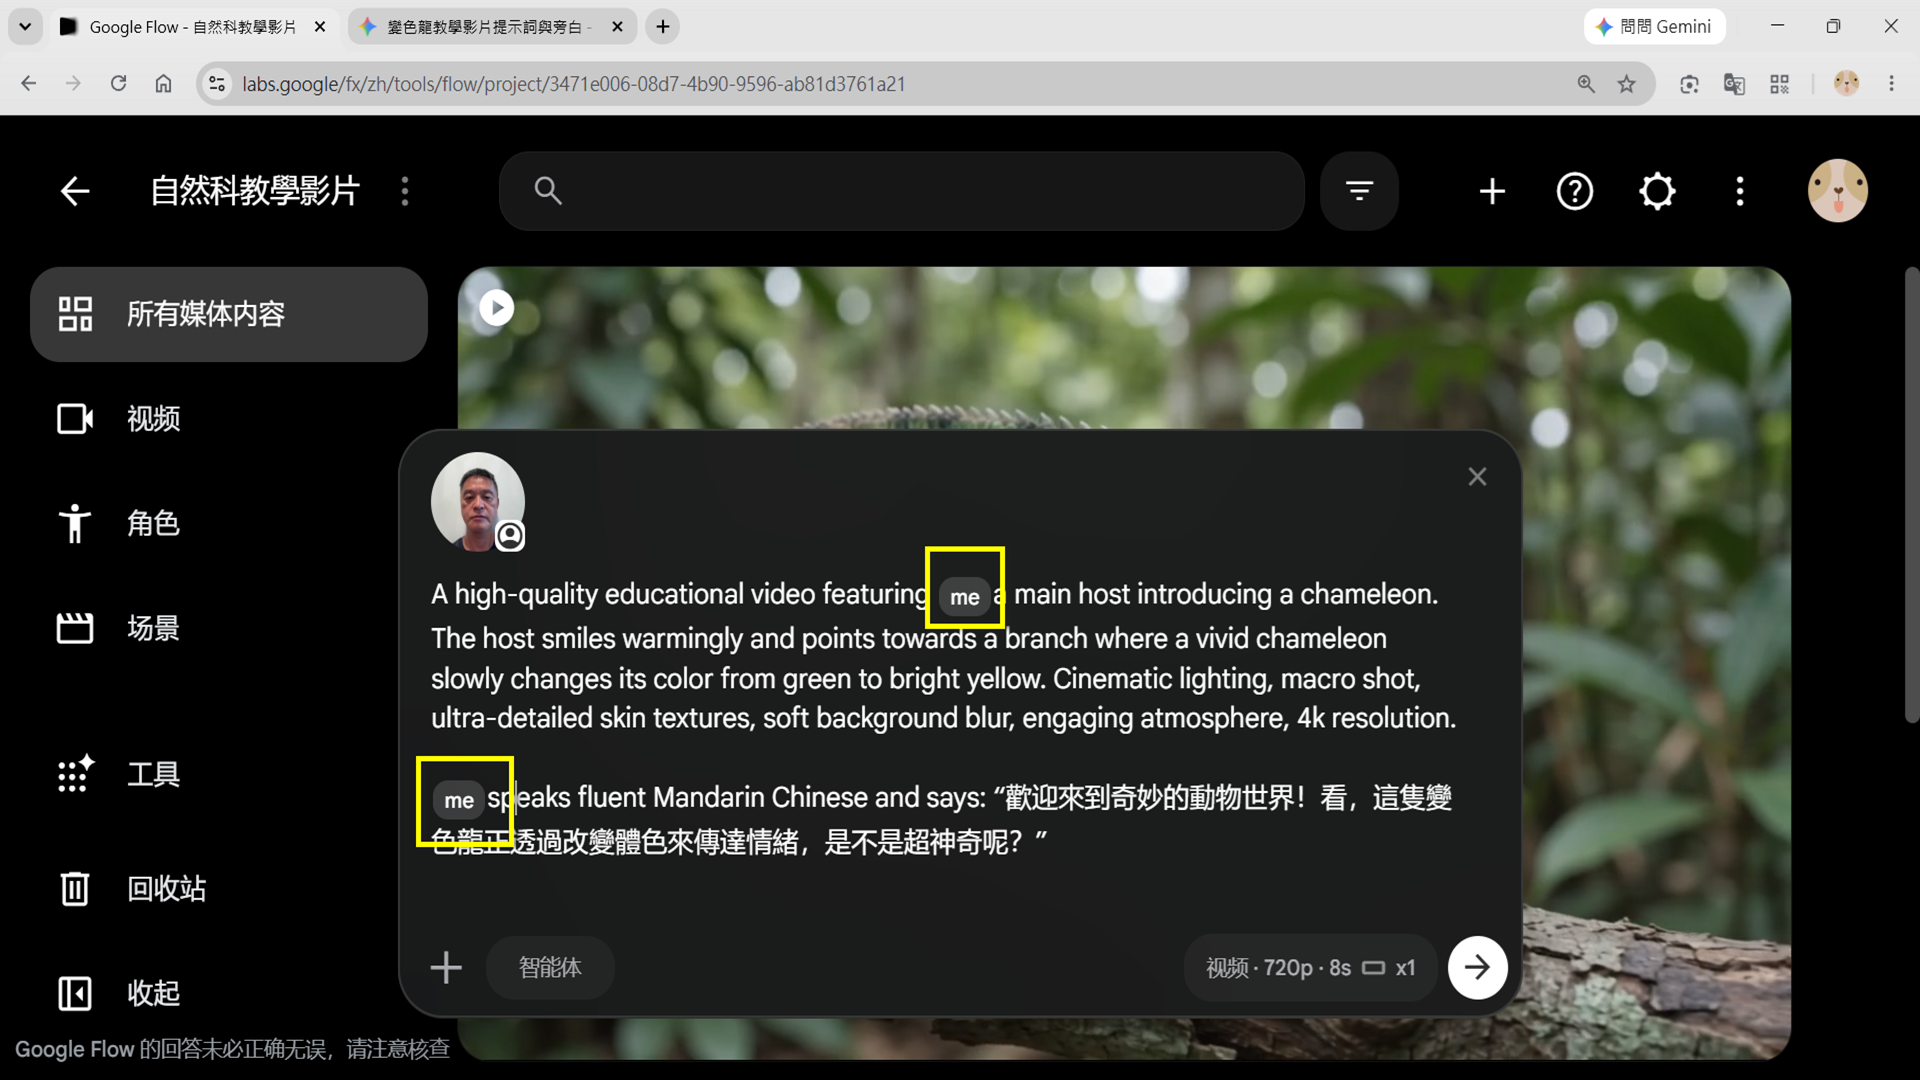 Google Flow - 自然科教學影片
變色龍教學影片提示詞與旁白 -
問問 Gemini
labs.google/fx/zh/tools/flow/project/3471e006-08d7-4b90-9596-ab81d3761a21
自然科教學影片
所有媒体内容
视频
角色
场景
工具
回收站
收起
A high-quality educational video featuring me a main host introducing a chameleon.
The host smiles warmingly and points towards a branch where a vivid chameleon
slowly changes its color from green to bright yellow. Cinematic lighting, macro shot,
ultra-detailed skin textures, soft background blur, engaging atmosphere, 4k resolution.
me speaks fluent Mandarin Chinese and says: “歡迎來到奇妙的動物世界！看，這隻變
色龍正透過改變體色來傳達情緒，是不是超神奇呢？”
智能体
视频 · 720p · 8s x1
Google Flow 的回答未必正确无误，请注意核查